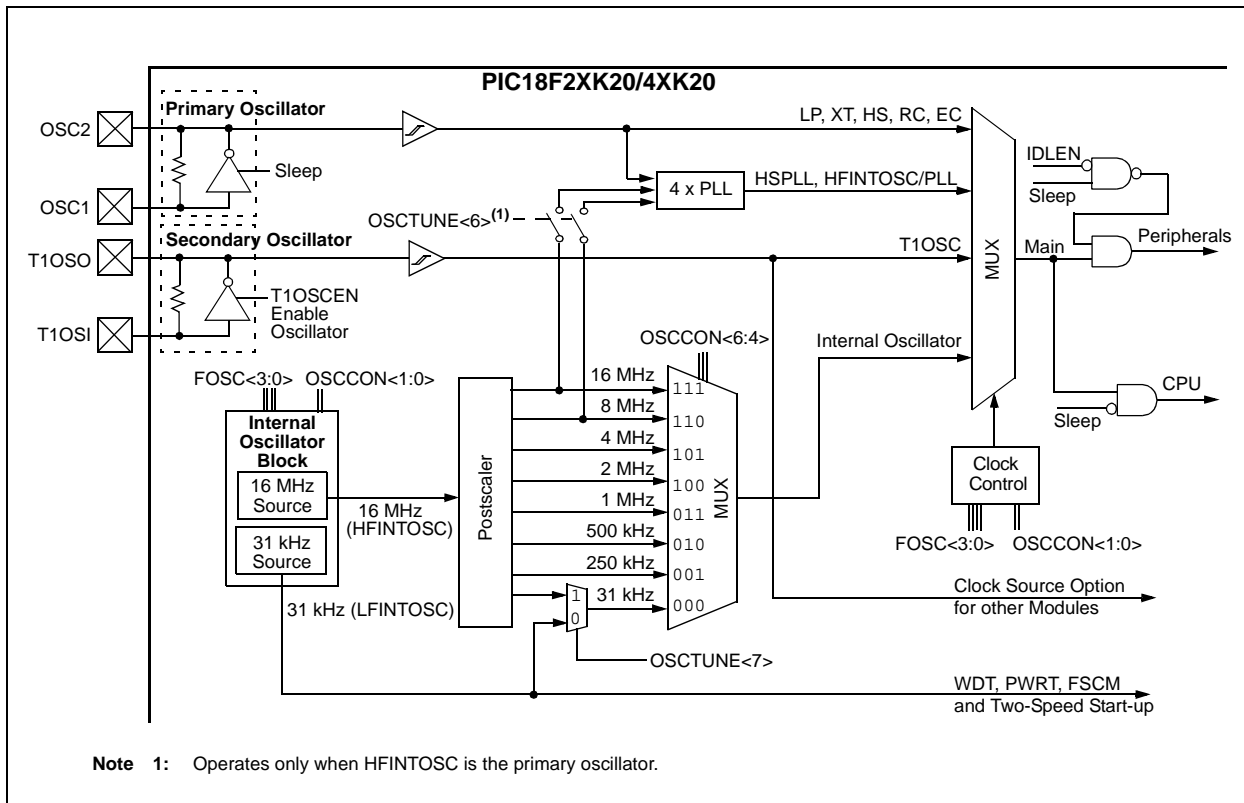 PIC18F2XK20/4XK20
Primary Oscillator
OSC2
Sleep
OSC1
LP, XT, HS, RC, EC
4 x PLL
HSPLL, HFINTOSC/PLL
OSCTUNE<6>(1)
IDLEN
Sleep
Secondary Oscillator
T1OSO
T1OSCEN
Enable
Oscillator
T1OSI
T1OSC
MUX
Main
Peripherals
Internal Oscillator
OSCCON<6:4>
CPU
Sleep
FOSC<3:0>
OSCCON<1:0>
Internal
Oscillator
Block
16 MHz
Source
31 kHz
Source
16 MHz
(HFINTOSC)
31 kHz (LFINTOSC)
Postscaler
16 MHz
111
8 MHz
110
4 MHz
101
2 MHz
100
1 MHz
011
500 kHz
010
250 kHz
001
31 kHz
000
MUX
1
0
OSCTUNE<7>
Clock
Control
FOSC<3:0>
OSCCON<1:0>
Clock Source Option
for other Modules
WDT, PWRT, FSCM
and Two-Speed Start-up
Note 1: Operates only when HFINTOSC is the primary oscillator.